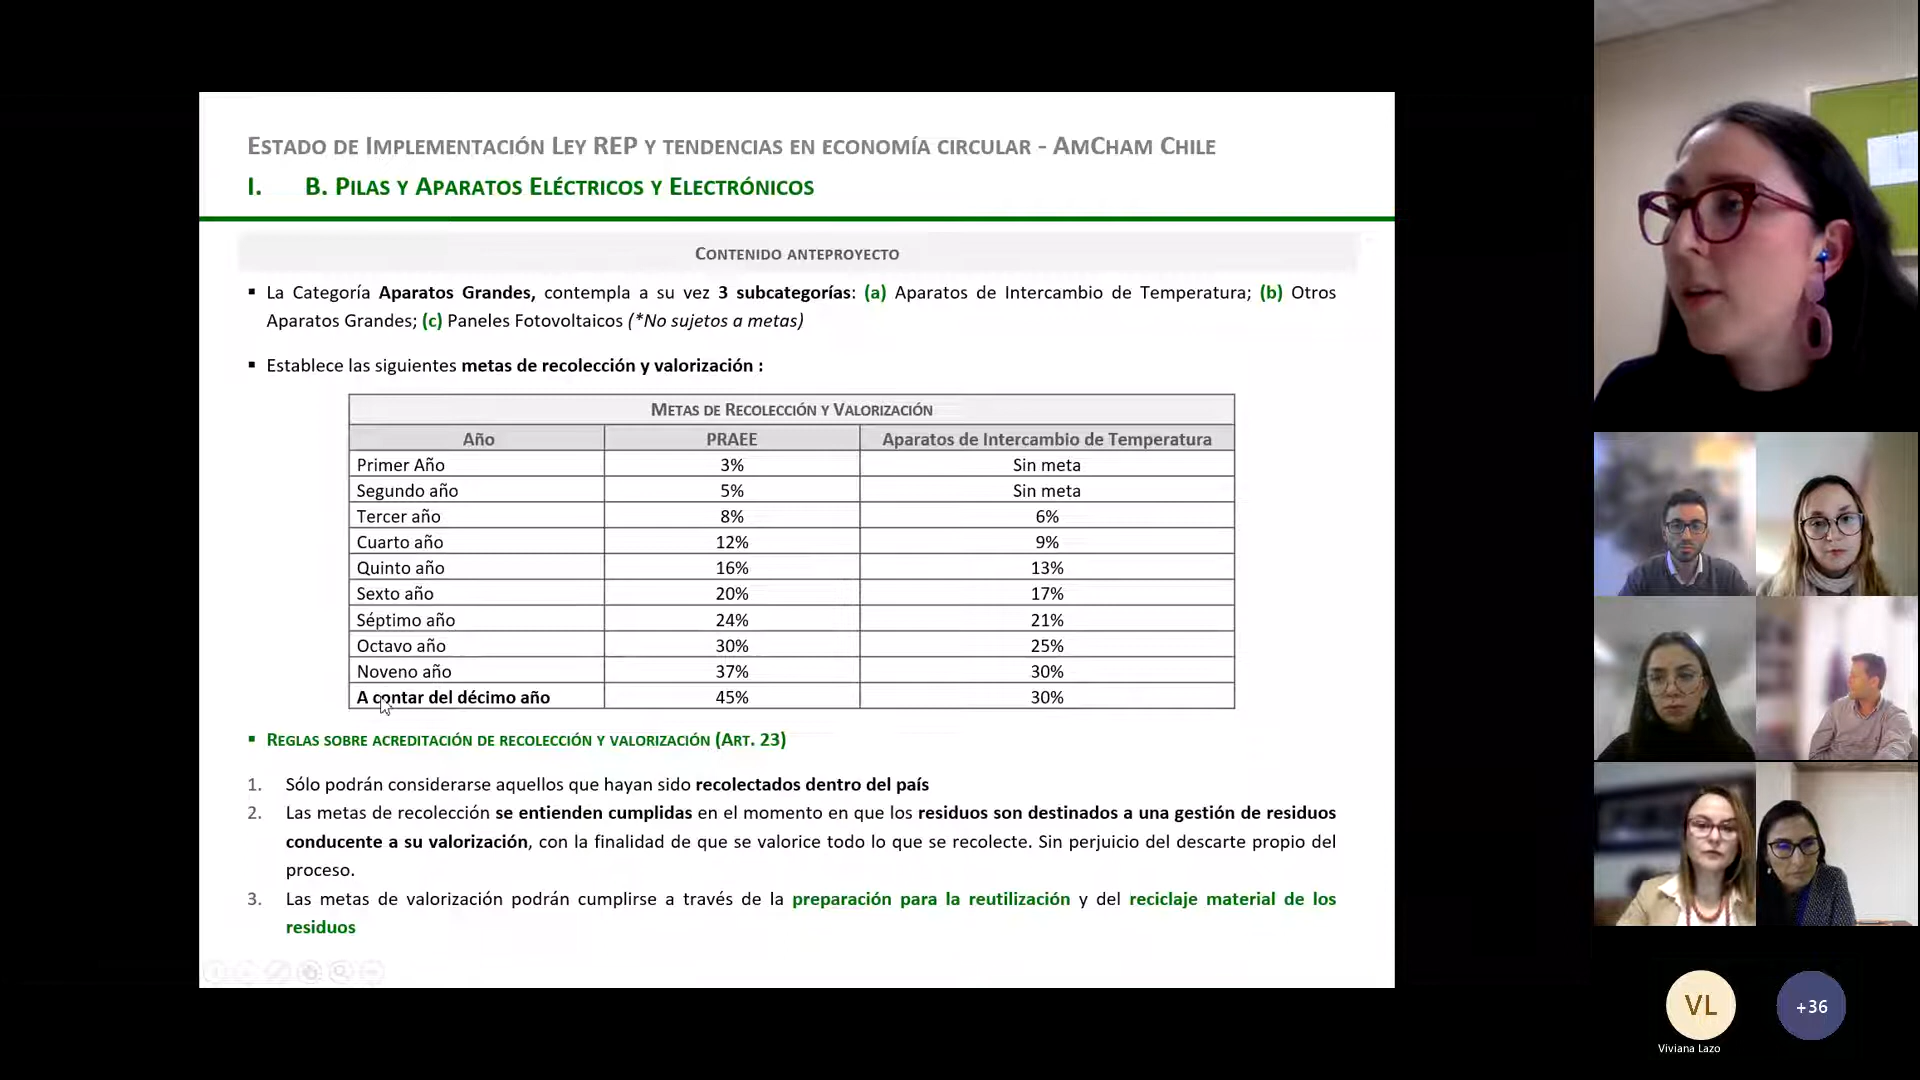 ESTADO DE IMPLEMENTACIÓN LEY REP Y TENDENCIAS EN ECONOMÍA CIRCULAR - AMCHAM CHILE
I. B. PILAS Y APARATOS ELÉCTRICOS Y ELECTRÓNICOS
CONTENIDO ANTEPROYECTO
▪ La Categoría Aparatos Grandes, contempla a su vez 3 subcategorías: (a) Aparatos de Intercambio de Temperatura; (b) Otros
Aparatos Grandes; (c) Paneles Fotovoltaicos (*No sujetos a metas)
▪ Establece las siguientes metas de recolección y valorización :
METAS DE RECOLECCIÓN Y VALORIZACIÓN
Año PRAEE Aparatos de Intercambio de Temperatura
Primer Año 3% Sin meta
Segundo año 5% Sin meta
Tercer año 8% 6%
Cuarto año 12% 9%
Quinto año 16% 13%
Sexto año 20% 17%
Séptimo año 24% 21%
Octavo año 30% 25%
Noveno año 37% 30%
A contar del décimo año 45% 30%
▪ REGLAS SOBRE ACREDITACIÓN DE RECOLECCIÓN Y VALORIZACIÓN (ART. 23)
1. Sólo podrán considerarse aquellos que hayan sido recolectados dentro del país
2. Las metas de recolección se entienden cumplidas en el momento en que los residuos son destinados a una gestión de residuos
conducente a su valorización, con la finalidad de que se valorice todo lo que se recolecte. Sin perjuicio del descarte propio del
proceso.
3. Las metas de valorización podrán cumplirse a través de la preparación para la reutilización y del reciclaje material de los
residuos
VL
+36
Viviana Lazo